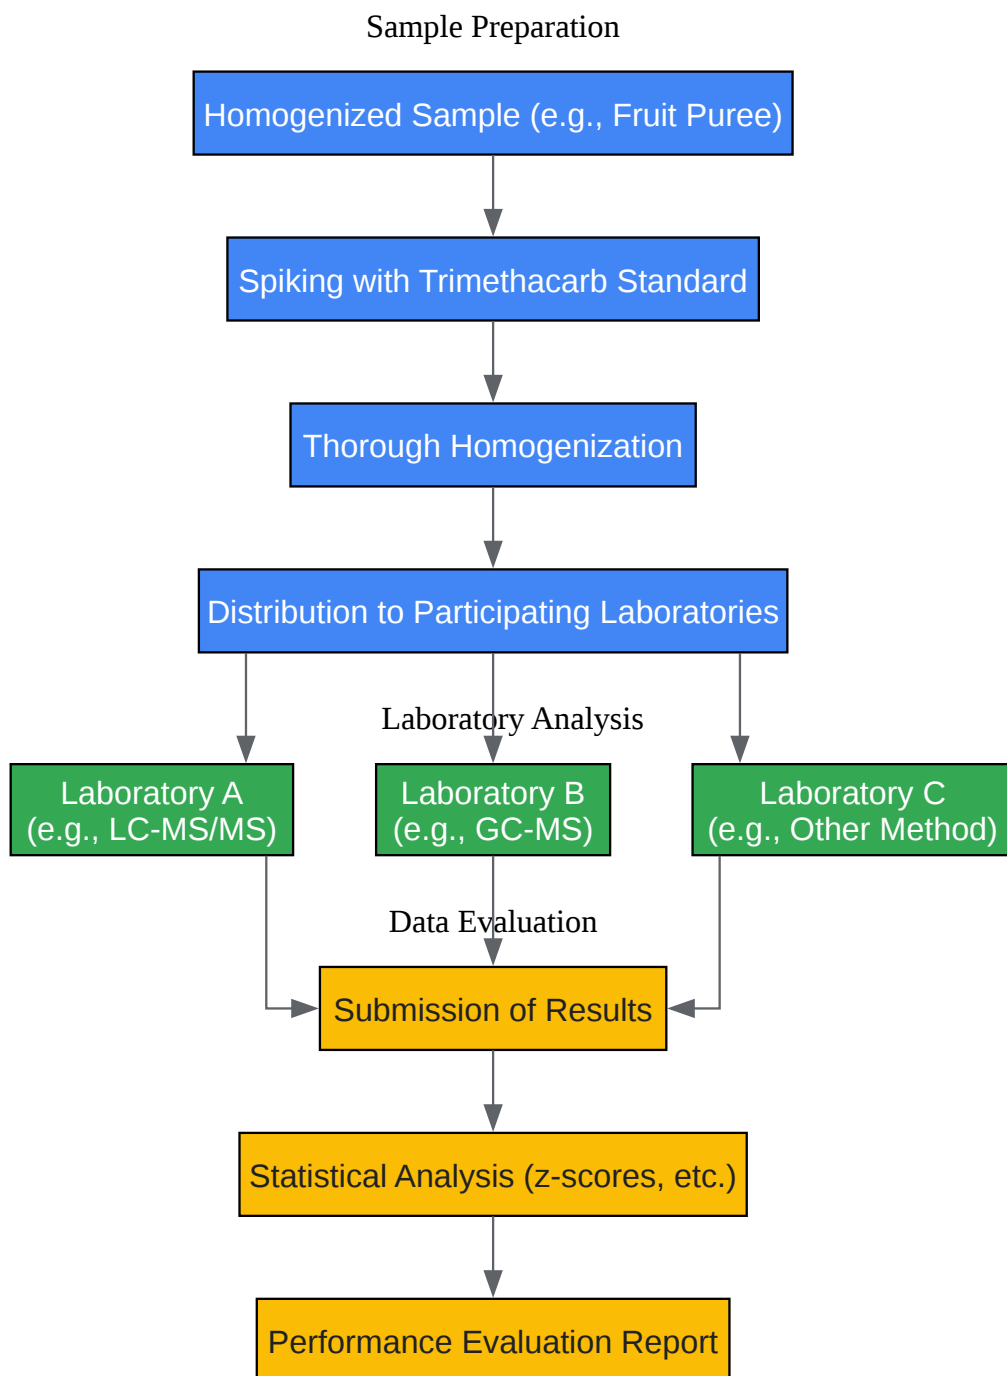 Sample Preparation
Homogenized Sample (e.g., Fruit Puree)
Spiking with Trimethacarb Standard
Thorough Homogenization
Distribution to Participating Laboratories
Laboratory Analysis
Laboratory A
(e.g., LC-MS/MS)
Laboratory B
(e.g., GC-MS)
Laboratory C
(e.g., Other Method)
Data Evaluation
Submission of Results
Statistical Analysis (z-scores, etc.)
Performance Evaluation Report